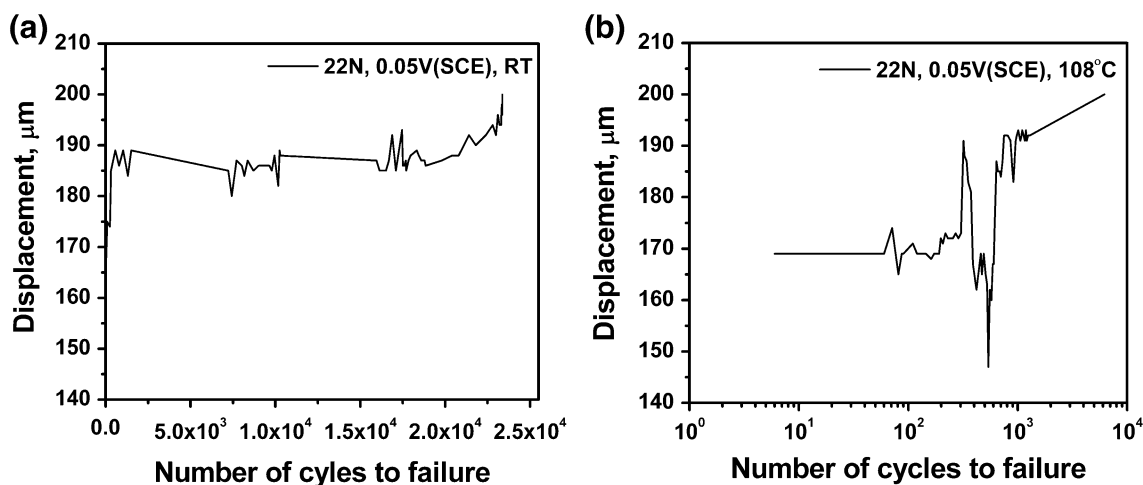 (a)
210
200
190
180
170
160
150
140
Displacement, μm
22N, 0.05V(SCE), RT
0.0
5.0x10³
1.0x10⁴
1.5x10⁴
2.0x10⁴
2.5x10⁴
Number of cyles to failure
(b)
210
200
190
180
170
160
150
140
Displacement, μm
22N, 0.05V(SCE), 108°C
10⁰
10¹
10²
10³
10⁴
Number of cycles to failure